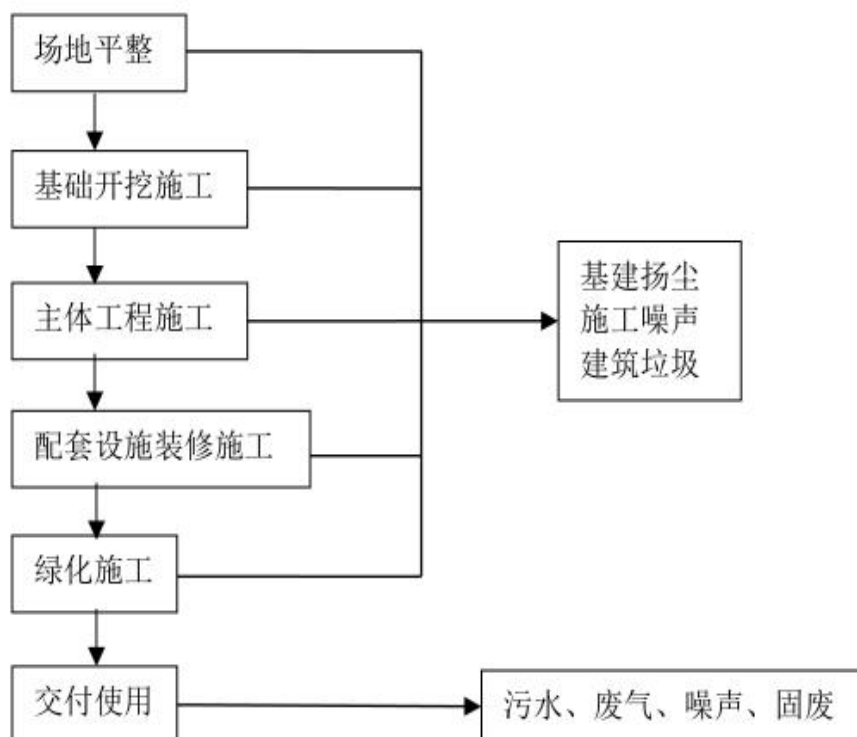 场地平整
基础开挖施工
主体工程施工
基建扬尘
施工噪声
建筑垃圾
配套设施装修施工
绿化施工
交付使用
污水、废气、噪声、固废